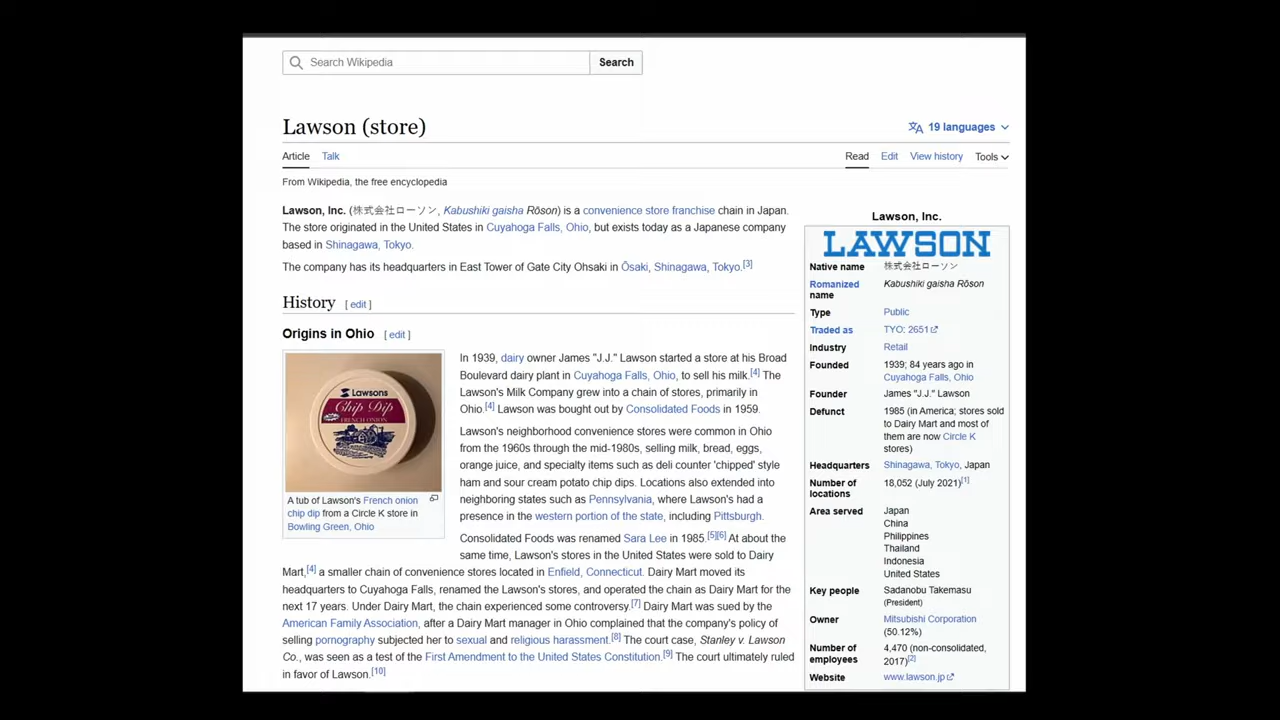 Search Wikipedia
Search
Lawson (store)
19 languages
Article Talk
Read Edit View history Tools
From Wikipedia, the free encyclopedia
Lawson, Inc. (株式会社ローソン, Kabushiki gaisha Rōson) is a convenience store franchise chain in Japan.
The store originated in the United States in Cuyahoga Falls, Ohio, but exists today as a Japanese company
based in Shinagawa, Tokyo.
The company has its headquarters in East Tower of Gate City Ohsaki in Ōsaki, Shinagawa, Tokyo.[3]
History [ edit ]
Origins in Ohio [ edit ]
Lawsons
Chip Dip
FRENCH ONION
A tub of Lawson's French onion
chip dip from a Circle K store in
Bowling Green, Ohio
In 1939, dairy owner James "J.J." Lawson started a store at his Broad
Boulevard dairy plant in Cuyahoga Falls, Ohio, to sell his milk.[4] The
Lawson's Milk Company grew into a chain of stores, primarily in
Ohio.[4] Lawson was bought out by Consolidated Foods in 1959.
Lawson's neighborhood convenience stores were common in Ohio
from the 1960s through the mid-1980s, selling milk, bread, eggs,
orange juice, and specialty items such as deli counter 'chipped' style
ham and sour cream potato chip dips. Locations also extended into
neighboring states such as Pennsylvania, where Lawson's had a
presence in the western portion of the state, including Pittsburgh.
Consolidated Foods was renamed Sara Lee in 1985.[5][6] At about the
same time, Lawson's stores in the United States were sold to Dairy
Mart,[4] a smaller chain of convenience stores located in Enfield, Connecticut. Dairy Mart moved its
headquarters to Cuyahoga Falls, renamed the Lawson's stores, and operated the chain as Dairy Mart for the
next 17 years. Under Dairy Mart, the chain experienced some controversy.[7] Dairy Mart was sued by the
American Family Association, after a Dairy Mart manager in Ohio complained that the company's policy of
selling pornography subjected her to sexual and religious harassment.[8] The court case, Stanley v. Lawson
Co., was seen as a test of the First Amendment to the United States Constitution.[9] The court ultimately ruled
in favor of Lawson.[10]
Lawson, Inc.
LAWSON
Native name 株式会社ローソン
Romanized name Kabushiki gaisha Rōson
Type Public
Traded as TYO: 2651
Industry Retail
Founded 1939; 84 years ago in
Cuyahoga Falls, Ohio
Founder James "J.J." Lawson
Defunct 1985 (in America; stores sold
to Dairy Mart and most of
them are now Circle K
stores)
Headquarters Shinagawa, Tokyo, Japan
Number of locations 18,052 (July 2021)[1]
Area served Japan
China
Philippines
Thailand
Indonesia
United States
Key people Sadanobu Takemasu
(President)
Owner Mitsubishi Corporation
(50.12%)
Number of employees 4,470 (non-consolidated,
2017)[2]
Website www.lawson.jp